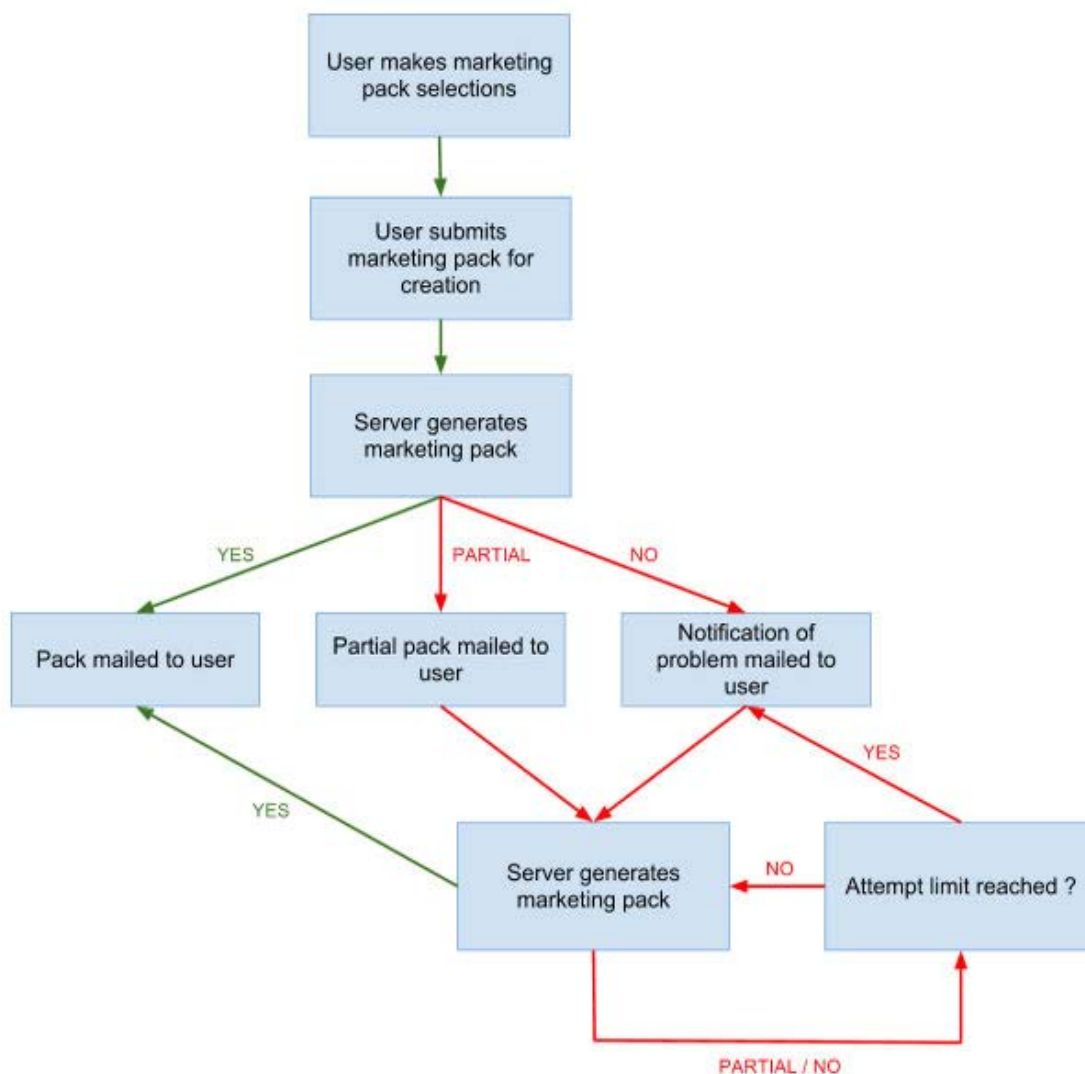 User makes marketing
pack selections
User submits
marketing pack for
creation
Server generates
marketing pack
YES
PARTIAL
NO
Pack mailed to user
Partial pack mailed to
user
Notification of
problem mailed to
user
YES
YES
Server generates
marketing pack
NO
Attempt limit reached ?
PARTIAL / NO